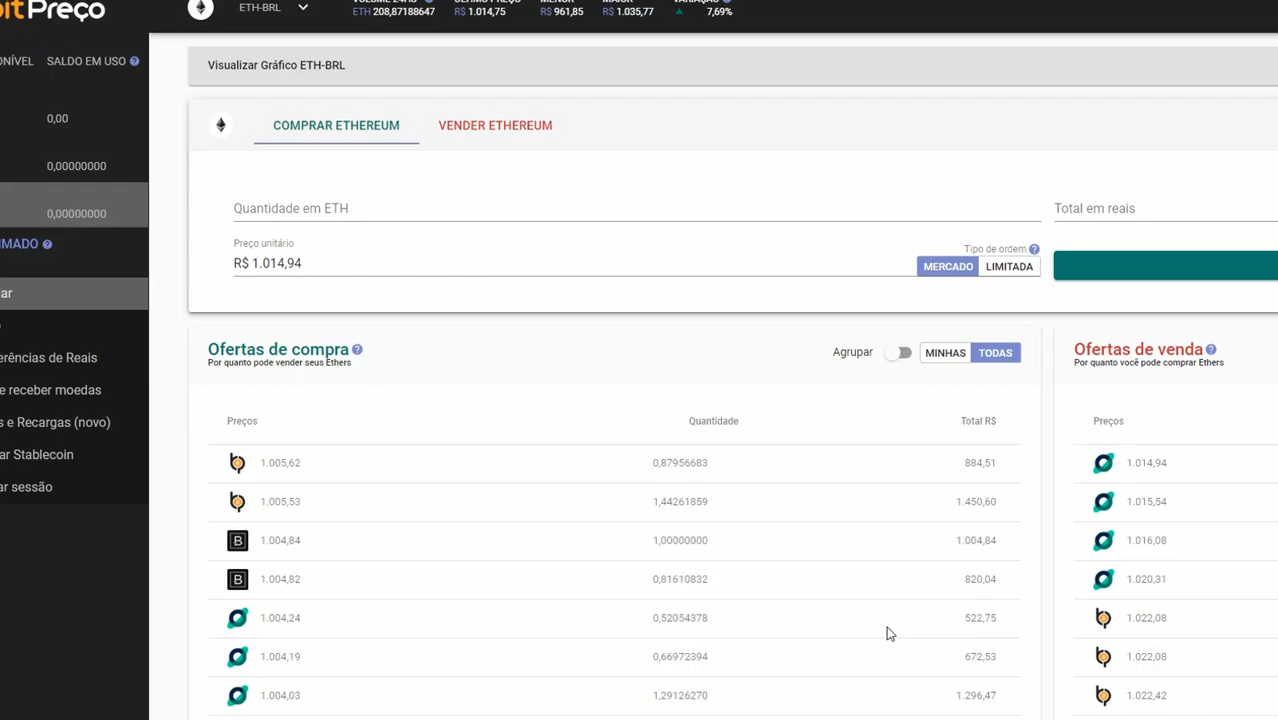 bitPreço
ETH-BRL
VOLUME 24HS
ETH 208,87188647
ÚLTIMO PREÇO
R$ 1.014,75
MENOR
R$ 961,85
MAIOR
R$ 1.035,77
VARIAÇÃO
7,69%
ONÍVEL SALDO EM USO ?
0,00
0,00000000
0,00000000
IMADO ?
ar
o
erências de Reais
e receber moedas
s e Recargas (novo)
ar Stablecoin
ar sessão
Visualizar Gráfico ETH-BRL
COMPRAR ETHEREUM VENDER ETHEREUM
Quantidade em ETH
Total em reais
Preço unitário
R$ 1.014,94
Tipo de ordem ?
MERCADO LIMITADA
Ofertas de compra ?
Por quanto pode vender seus Ethers
Agrupar MINHAS TODAS
Preços Quantidade Total R$
1.005,62 0,87956683 884,51
1.005,53 1,44261859 1.450,60
B 1.004,84 1,00000000 1.004,84
B 1.004,82 0,81610832 820,04
1.004,24 0,52054378 522,75
1.004,19 0,66972394 672,53
1.004,03 1,29126270 1.296,47
Ofertas de venda ?
Por quanto você pode comprar Ethers
Preços
1.014,94
1.015,54
1.016,08
1.020,31
1.022,08
1.022,08
1.022,42